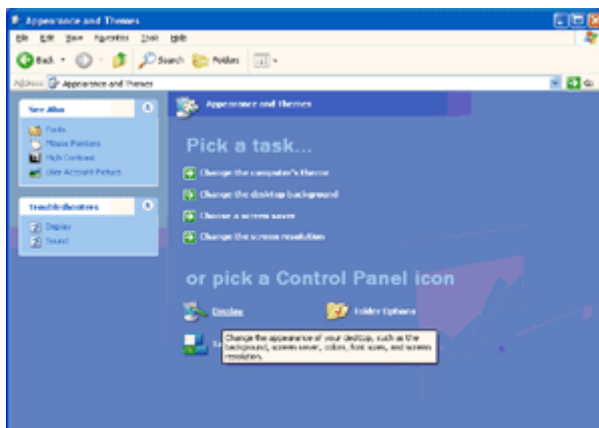 Appearance and Themes
File Edit View Favorites Tools Help
Back Search Folders
Address Appearance and Themes Go
See Also
Fonts
Mouse Pointers
High Contrast
User Account Picture
Troubleshooters
Display
Sound
Appearance and Themes
Pick a task...
Change the computer's theme
Change the desktop background
Choose a screen saver
Change the screen resolution
or pick a Control Panel icon
Display Folder Options
Change the appearance of your desktop, such as the
background, screen saver, colors, font sizes, and screen
resolution.